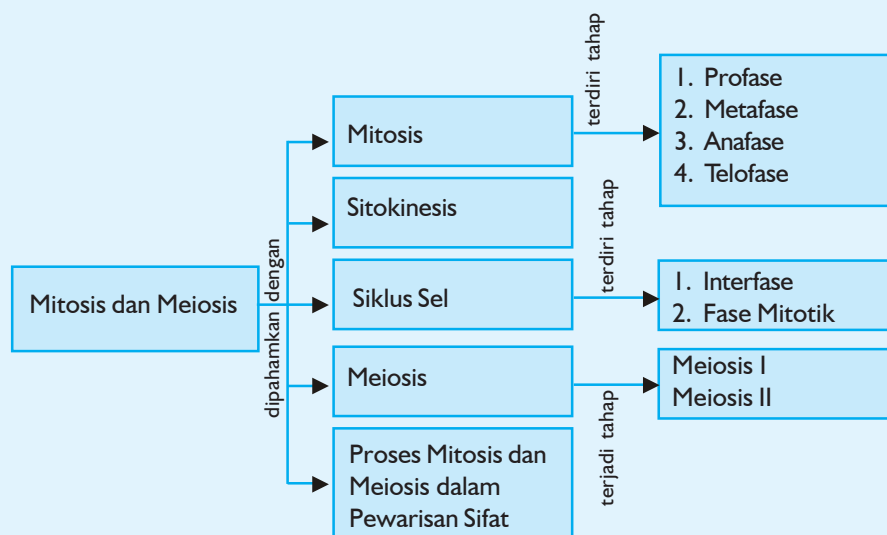 Mitosis dan Meiosis
dipahamkan dengan
Mitosis
terdiri tahap
1. Profase
2. Metafase
3. Anafase
4. Telofase
Sitokinesis
Siklus Sel
terdiri tahap
1. Interfase
2. Fase Mitotik
Meiosis
terjadi tahap
Meiosis I
Meiosis II
Proses Mitosis dan
Meiosis dalam
Pewarisan Sifat